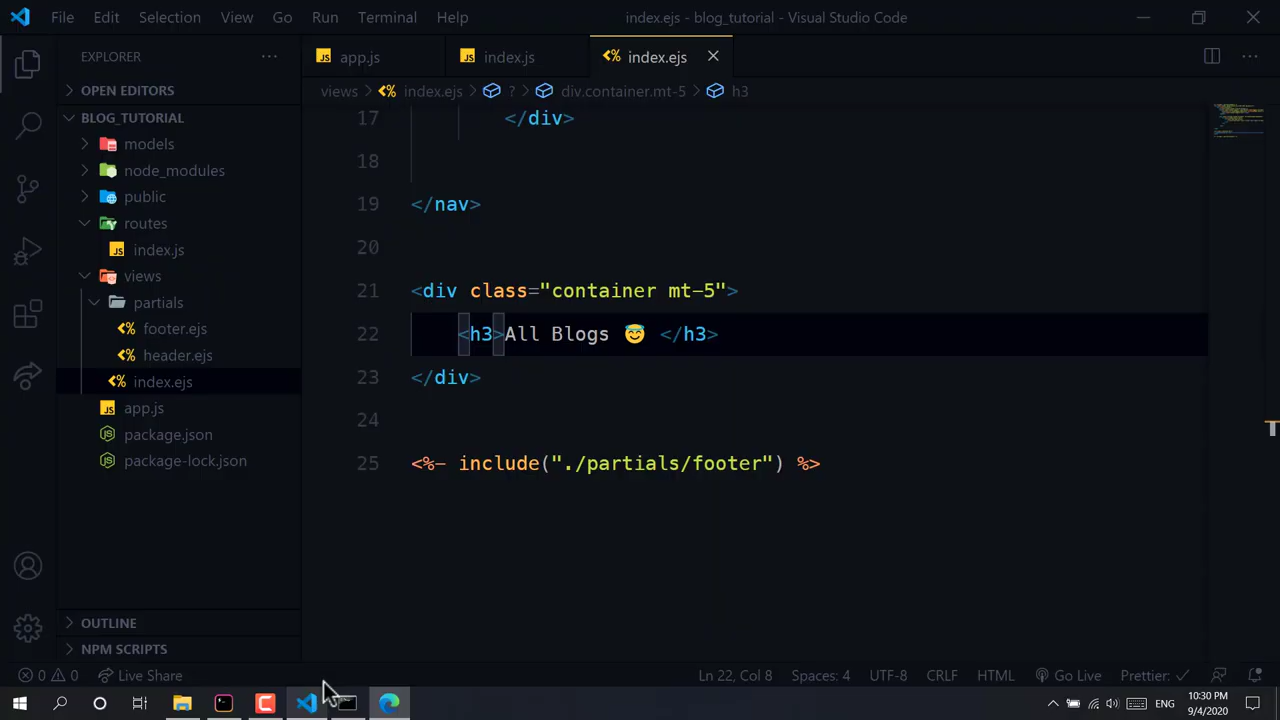 File Edit Selection View Go Run Terminal Help index.ejs - blog_tutorial - Visual Studio Code
EXPLORER
OPEN EDITORS
BLOG_TUTORIAL
models
node_modules
public
routes
index.js
views
partials
footer.ejs
header.ejs
index.ejs
app.js
package.json
package-lock.json
OUTLINE
NPM SCRIPTS
app.js index.js index.ejs
views > index.ejs > ? > div.container.mt-5 > h3
17 </div>
18
19 </nav>
20
21 <div class="container mt-5">
22 <h3>All Blogs 😇 </h3>
23 </div>
24
25 <%- include("./partials/footer") %>
0 0 Live Share Ln 22, Col 8 Spaces: 4 UTF-8 CRLF HTML Go Live Prettier: ✓
ENG 10:30 PM
9/4/2020